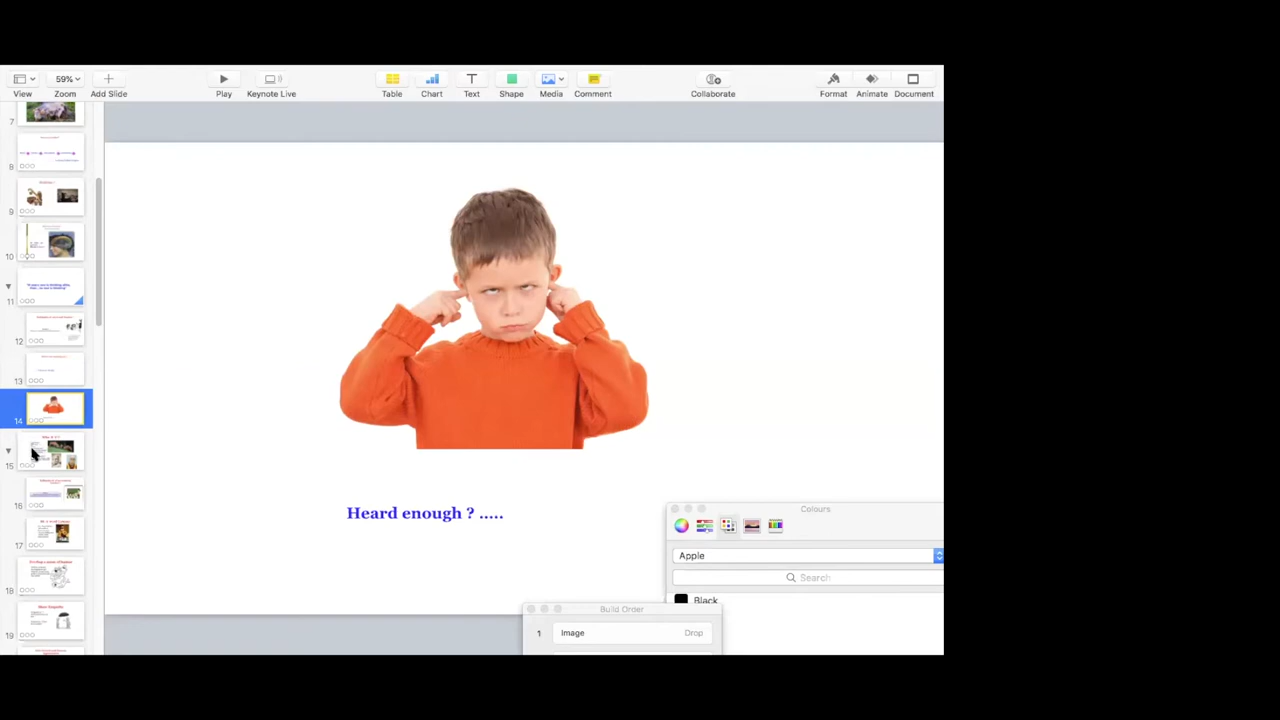 59%
View
Zoom
Add Slide
Play
Keynote Live
Table
Chart
Text
Shape
Media
Comment
Collaborate
Format
Animate
Document
7
8
9
10
11
12
13
14
15
16
17
18
19
Heard enough ? .....
Colours
Apple
Search
Black
Build Order
1 Image Drop